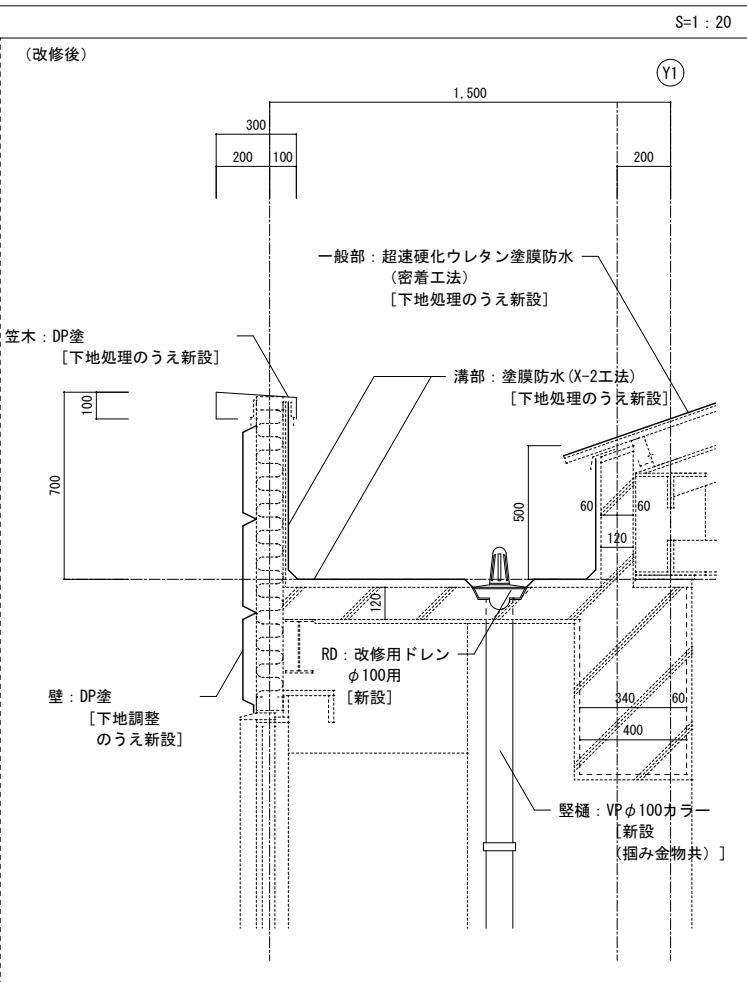 S=1：20
（改修後）
Y1
1,500
300
200
100
200
一般部：超速硬化ウレタン塗膜防水
（密着工法）
[下地処理のうえ新設]
笠木：DP塗
[下地処理のうえ新設]
溝部：塗膜防水(X-2工法)
[下地処理のうえ新設]
100
700
500
60
60
120
120
RD：改修用ドレン
φ100用
[新設]
壁：DP塗
[下地調整
のうえ新設]
340
60
400
竪樋：VPφ100カラー
[新設
（掴み金物共）]